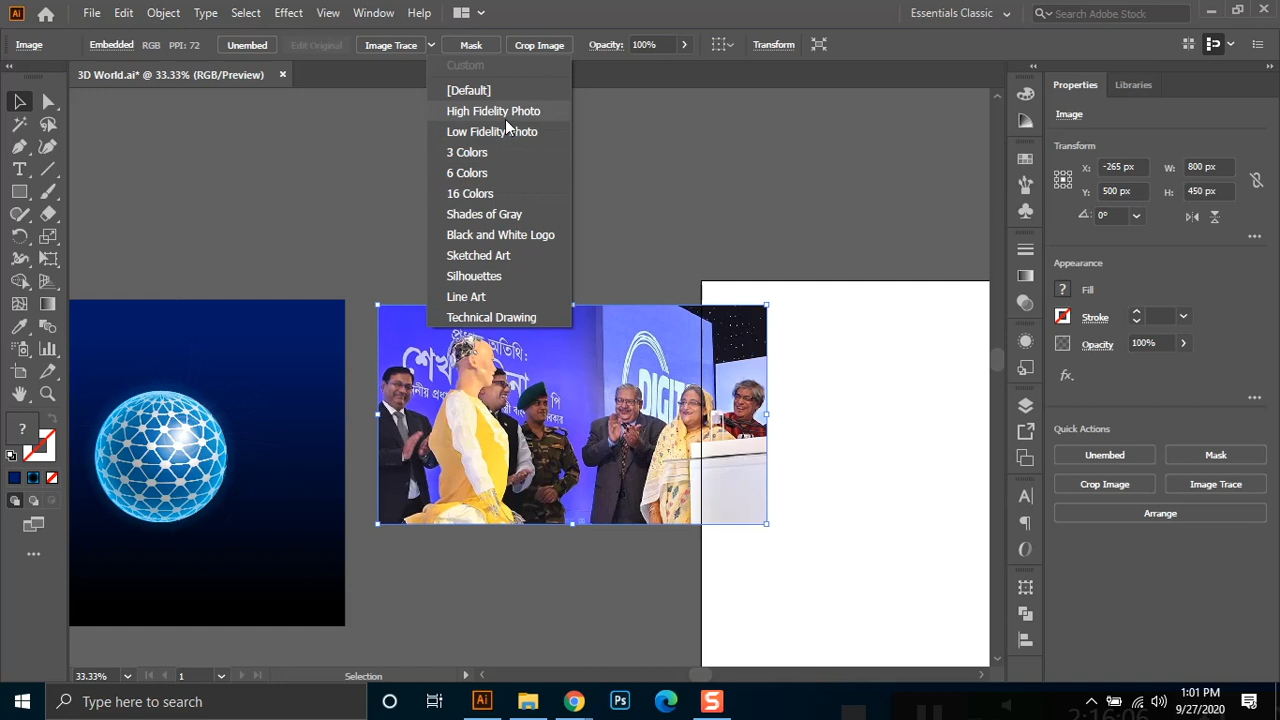 File Edit Object Type Select Effect View Window Help
Essentials Classic
Search Adobe Stock
Image Embedded RGB PPI: 72 Unembed Edit Original Image Trace Mask Crop Image Opacity: 100% Transform
3D World.ai* @ 33.33% (RGB/Preview)
Custom
[Default]
High Fidelity Photo
Low Fidelity Photo
3 Colors
6 Colors
16 Colors
Shades of Gray
Black and White Logo
Sketched Art
Silhouettes
Line Art
Technical Drawing
অতিথি:
Properties Libraries
Image
Transform
X: -265 px W: 800 px
Y: 500 px H: 450 px
0°
Appearance
Fill
Stroke
Opacity 100%
Quick Actions
Unembed Mask
Crop Image Image Trace
Arrange
33.33% 1 Selection
Type here to search
1:01 PM
9/27/2020
2:16:06